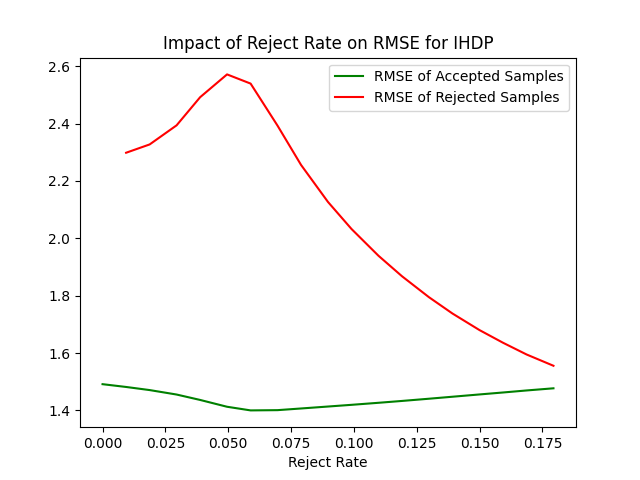 Impact of Reject Rate on RMSE for IHDP
RMSE of Accepted Samples
RMSE of Rejected Samples
2.6
2.4
2.2
2.0
1.8
1.6
1.4
0.000 0.025 0.050 0.075 0.100 0.125 0.150 0.175
Reject Rate